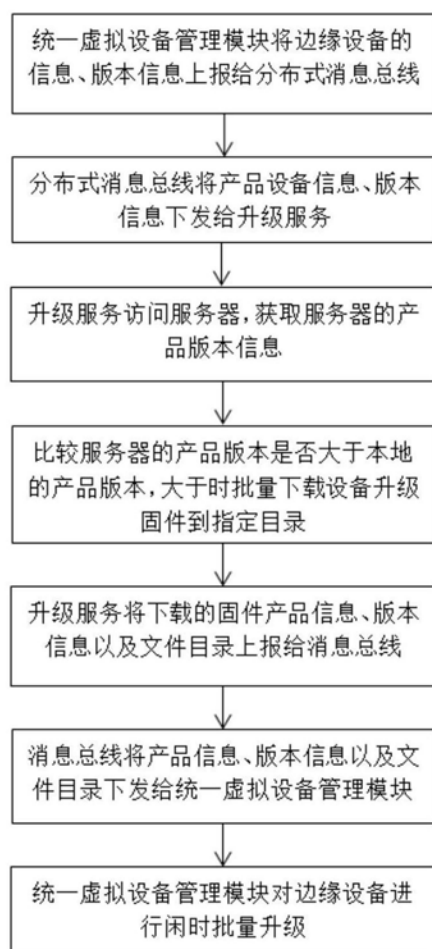 统一虚拟设备管理模块将边缘设备的
信息、版本信息上报给分布式消息总线
分布式消息总线将产品设备信息、版本
信息下发给升级服务
升级服务访问服务器,获取服务器的产
品版本信息
比较服务器的产品版本是否大于本地
的产品版本,大于时批量下载设备升级
固件到指定目录
升级服务将下载的固件产品信息、版本
信息以及文件目录上报给消息总线
消息总线将产品信息、版本信息以及文
件目录下发给统一虚拟设备管理模块
统一虚拟设备管理模块对边缘设备进
行闲时批量升级